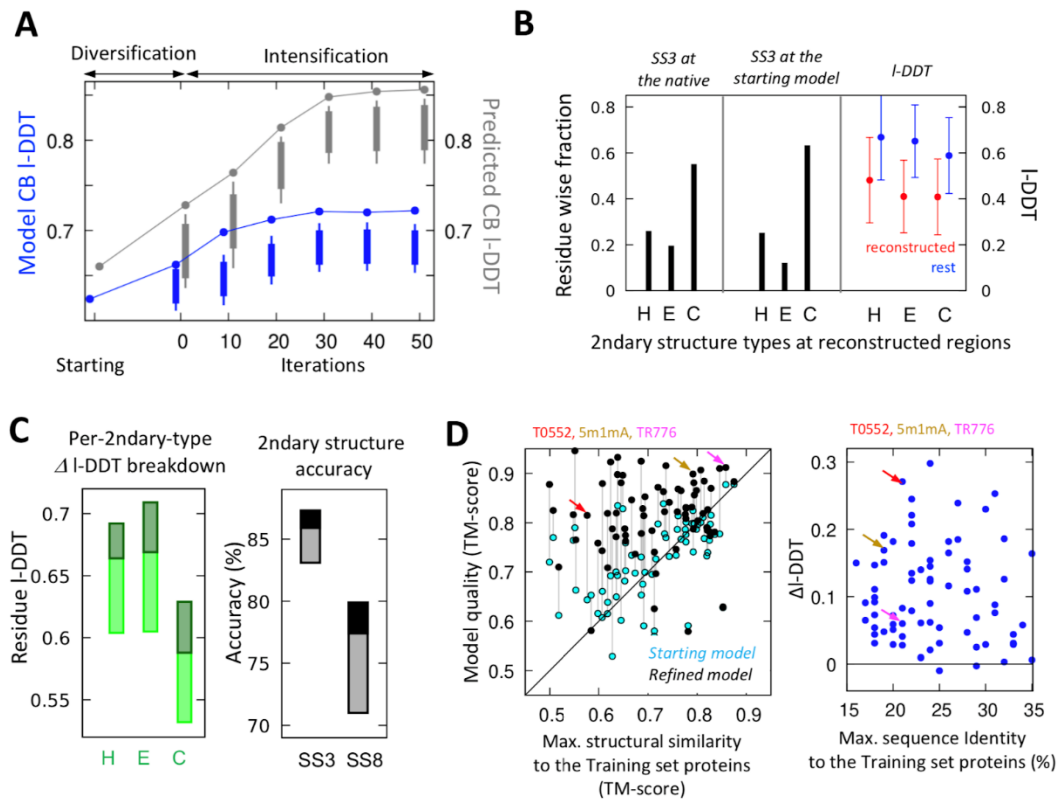 A
Diversification
Intensification
Model CB l-DDT
0.8
0.7
Predicted CB l-DDT
0.8
0.7
0 10 20 30 40 50
Starting
Iterations
B
SS3 at
the native
SS3 at the
starting model
l-DDT
Residue wise fraction
0.8
0.6
0.4
0.2
0
l-DDT
0.8
0.6
0.4
0.2
0
reconstructed
rest
H E C H E C H E C
2ndary structure types at reconstructed regions
C
Per-2ndary-type
Δ l-DDT breakdown
Residue l-DDT
0.7
0.65
0.6
0.55
H E C
2ndary structure
accuracy
Accuracy (%)
85
80
75
70
SS3 SS8
D
T0552, 5m1mA, TR776
Model quality (TM-score)
0.9
0.8
0.7
0.6
0.5
Starting model
Refined model
0.5 0.6 0.7 0.8 0.9
Max. structural similarity
to the Training set proteins
(TM-score)
T0552, 5m1mA, TR776
Δl-DDT
0.3
0.2
0.1
0
15 20 25 30 35
Max. sequence Identity
to the Training set proteins (%)